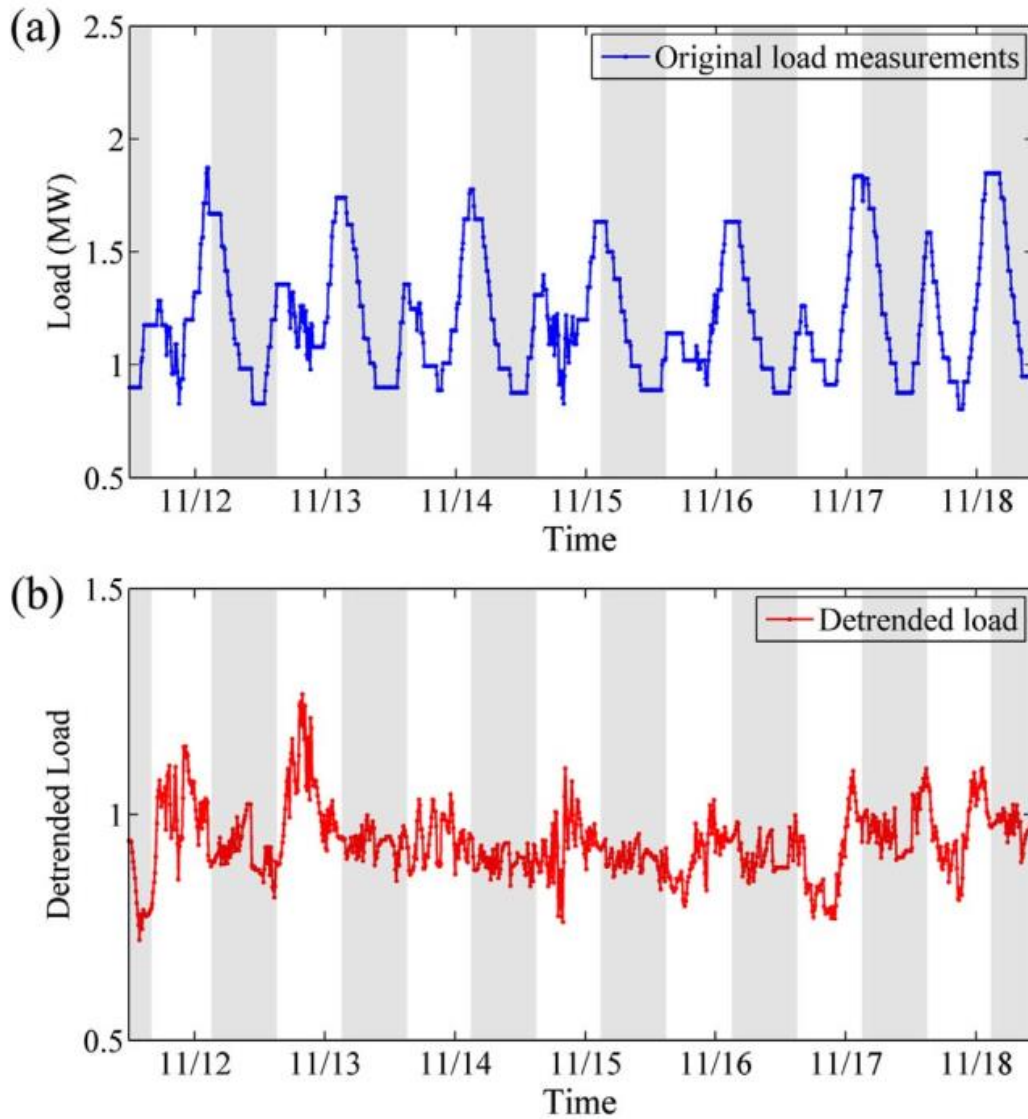 (a)
2.5
Original load measurements
2
Load (MW)
1.5
1
0.5
11/12 11/13 11/14 11/15 11/16 11/17 11/18
Time
(b)
1.5
Detrended load
Detrended Load
1
0.5
11/12 11/13 11/14 11/15 11/16 11/17 11/18
Time